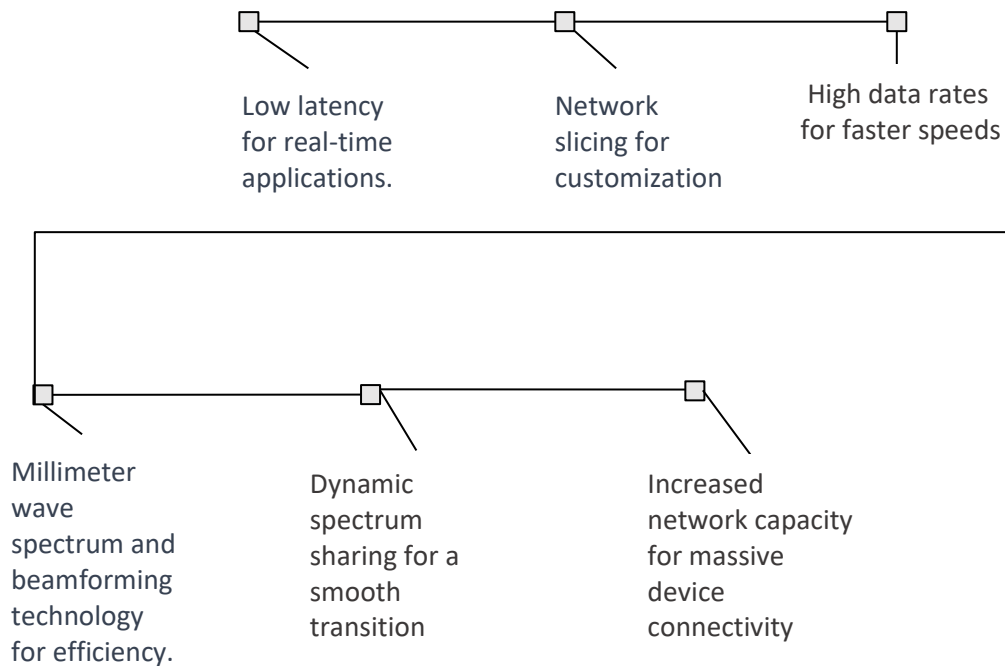 Low latency
for real-time
applications.
Network
slicing for
customization
High data rates
for faster speeds
Millimeter
wave
spectrum and
beamforming
technology
for efficiency.
Dynamic
spectrum
sharing for a
smooth
transition
Increased
network capacity
for massive
device
connectivity